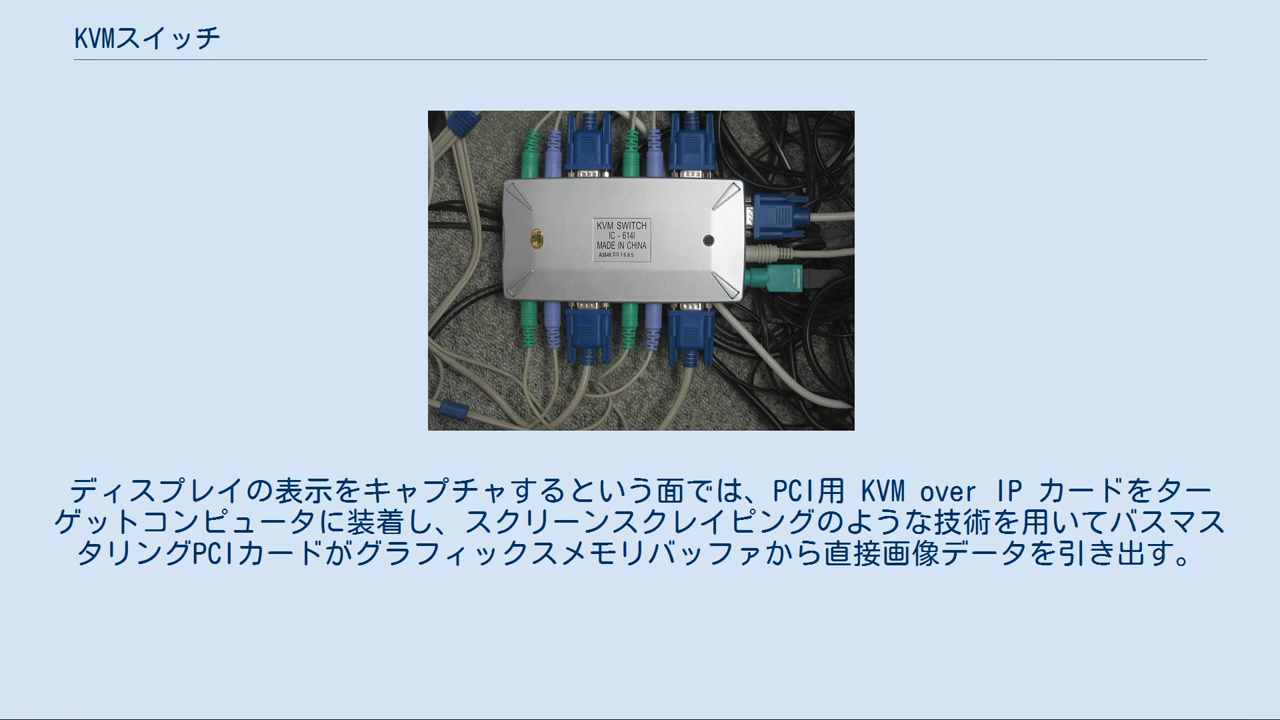 KVMスイッチ
KVM SWITCH
IC - 614I
MADE IN CHINA
A394K001685
ディスプレイの表示をキャプチャするという面では、PCI用 KVM over IP カードをター
ゲットコンピュータに装着し、スクリーンスクレイピングのような技術を用いてバスマス
タリングPCIカードがグラフィックスメモリバッファから直接画像データを引き出す。